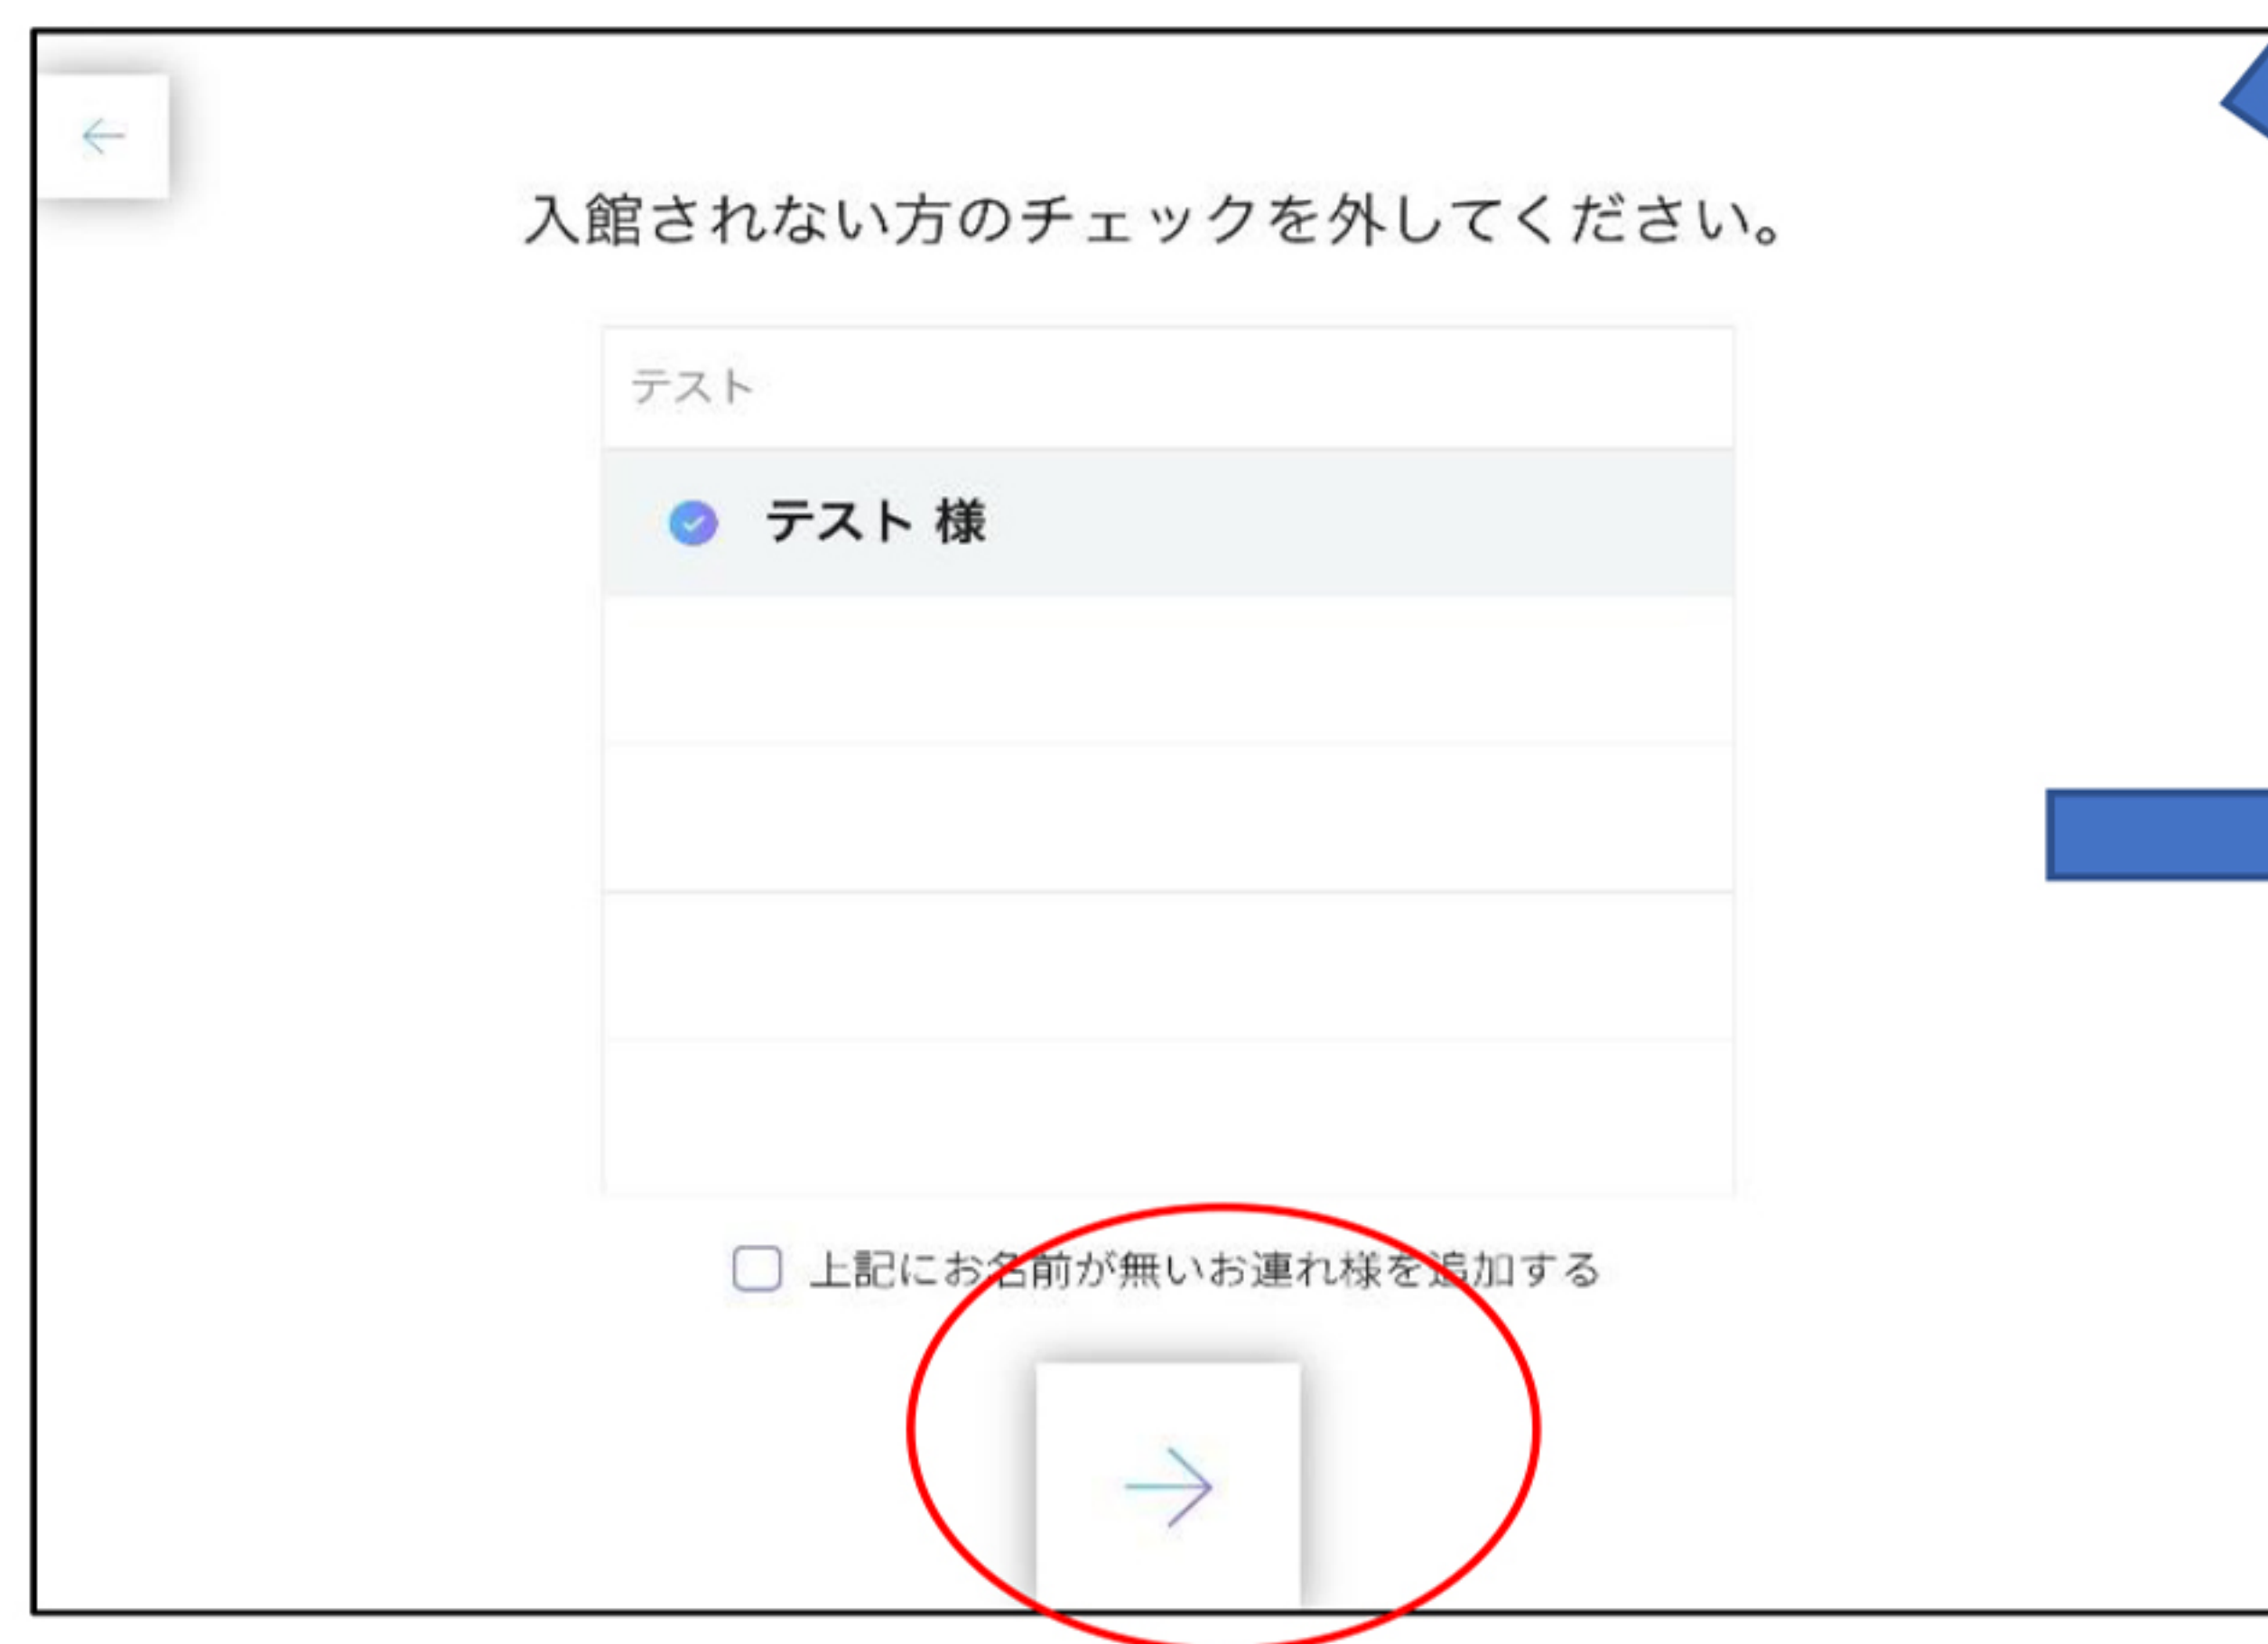 入館されない方のチェックを外してください。
テスト
テスト 様
上記にお名前が無いお連れ様を追加する